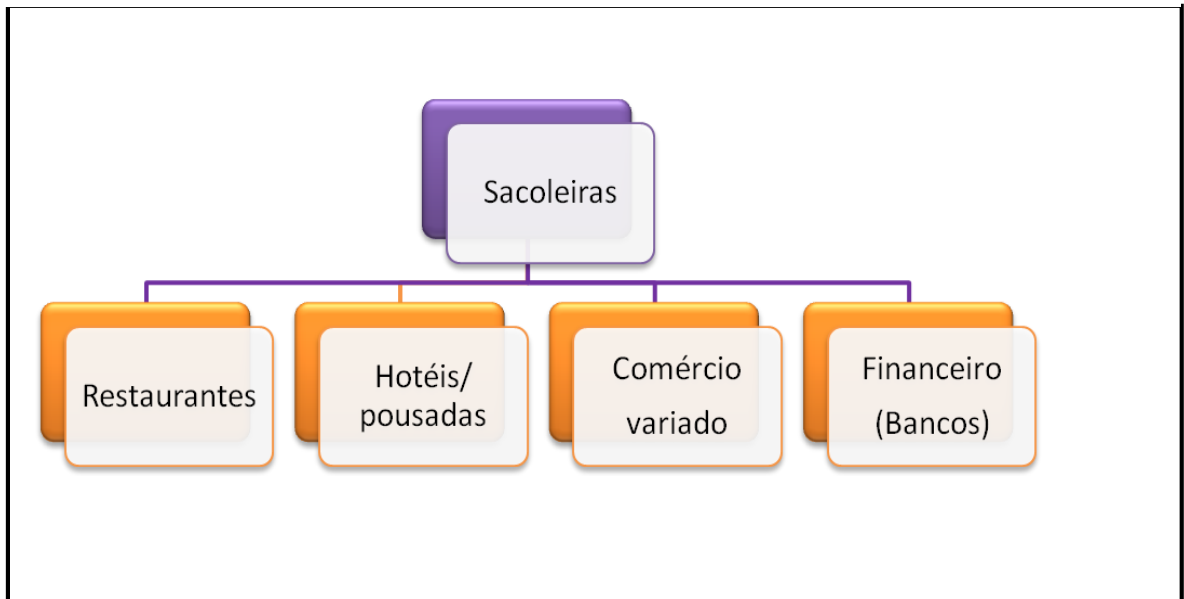 Sacoleiras
Restaurantes
Hotéis/
pousadas
Comércio
variado
Financeiro
(Bancos)